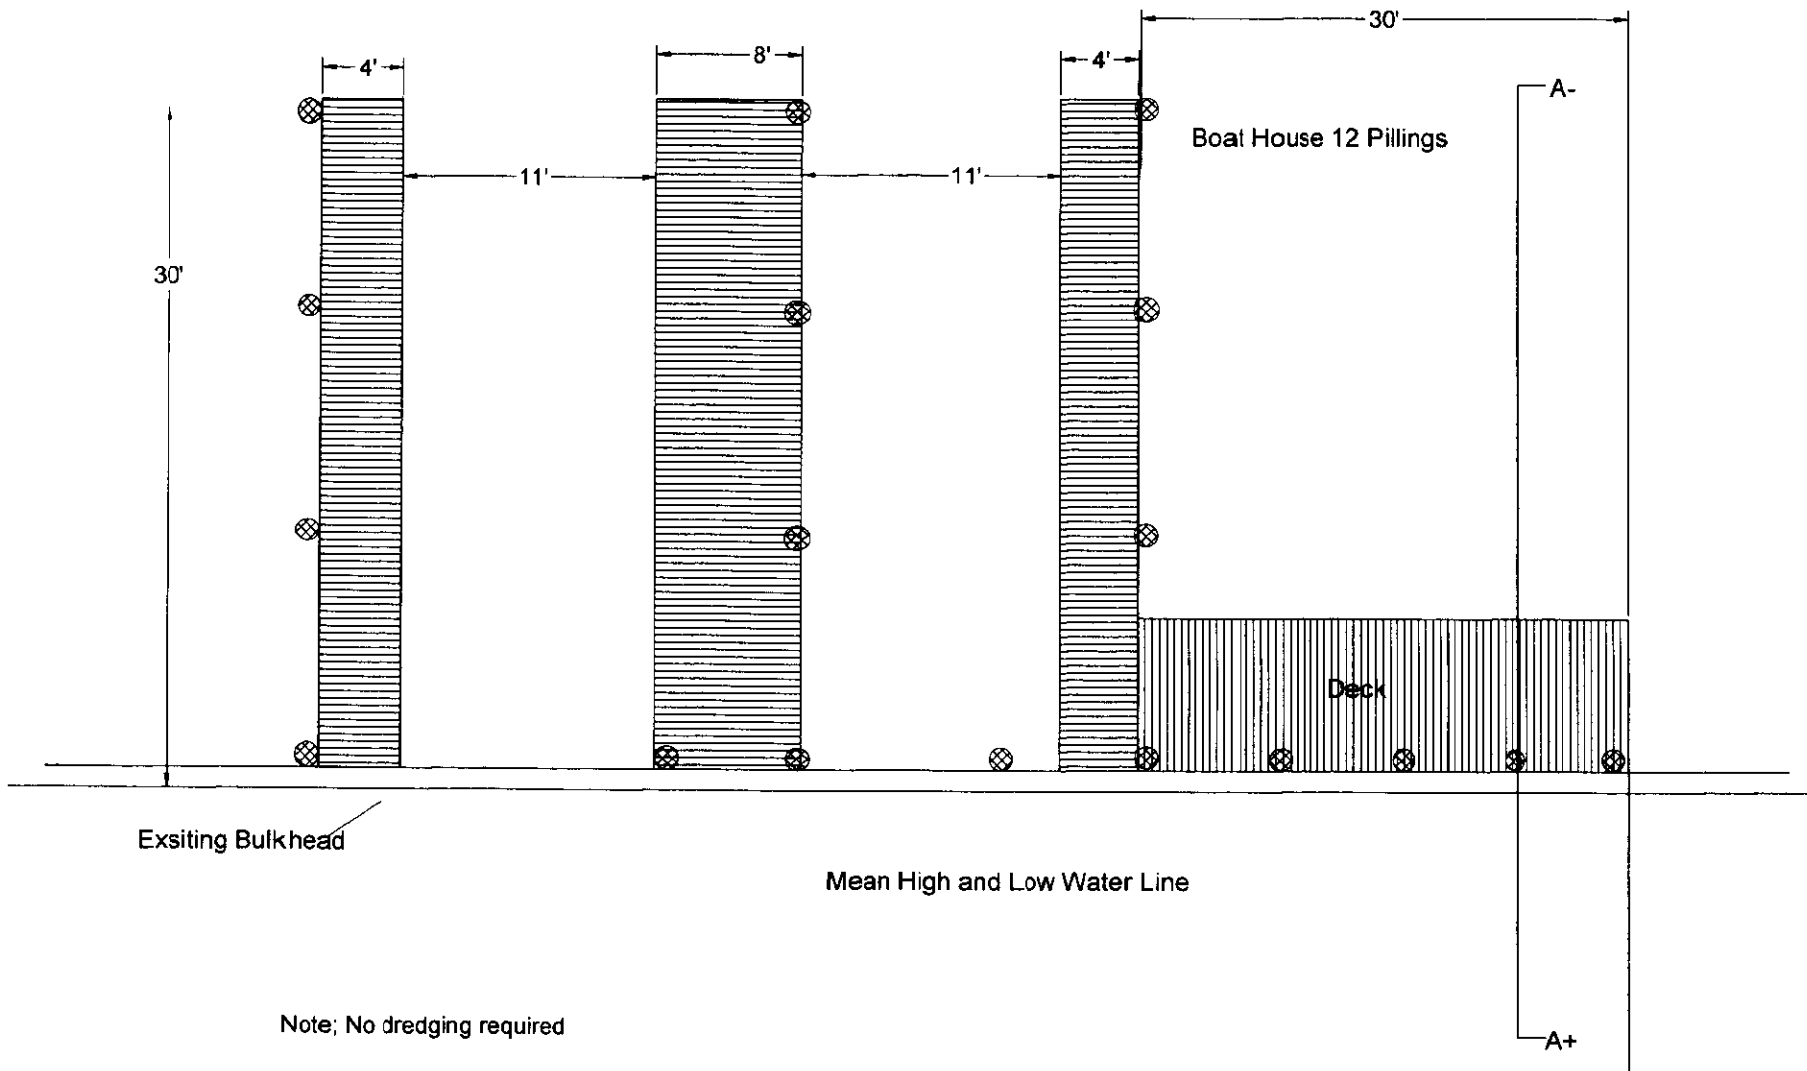 30'
4'
8'
4'
A-
Boat House 12 Pillings
11'
11'
30'
Deck
Exsiting Bulkhead
Mean High and Low Water Line
Note; No dredging required
A+